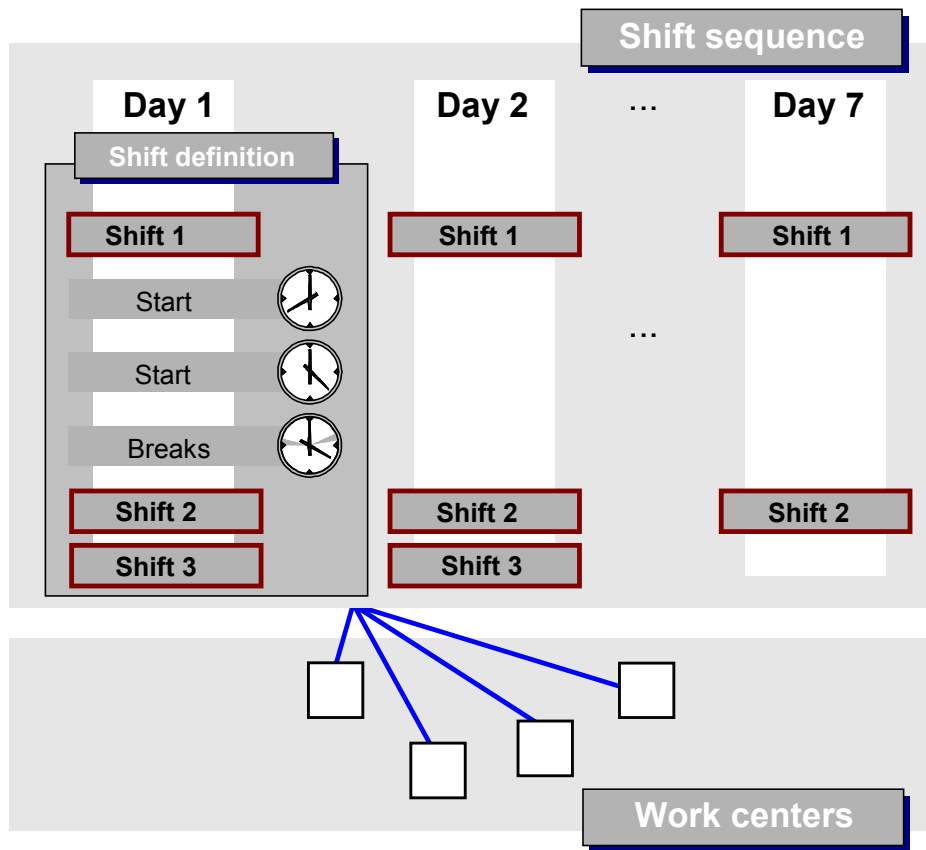 Shift sequence
Day 1
Day 2
...
Day 7
Shift definition
Shift 1
Shift 1
Shift 1
Start
...
Start
Breaks
Shift 2
Shift 2
Shift 2
Shift 3
Shift 3
Work centers